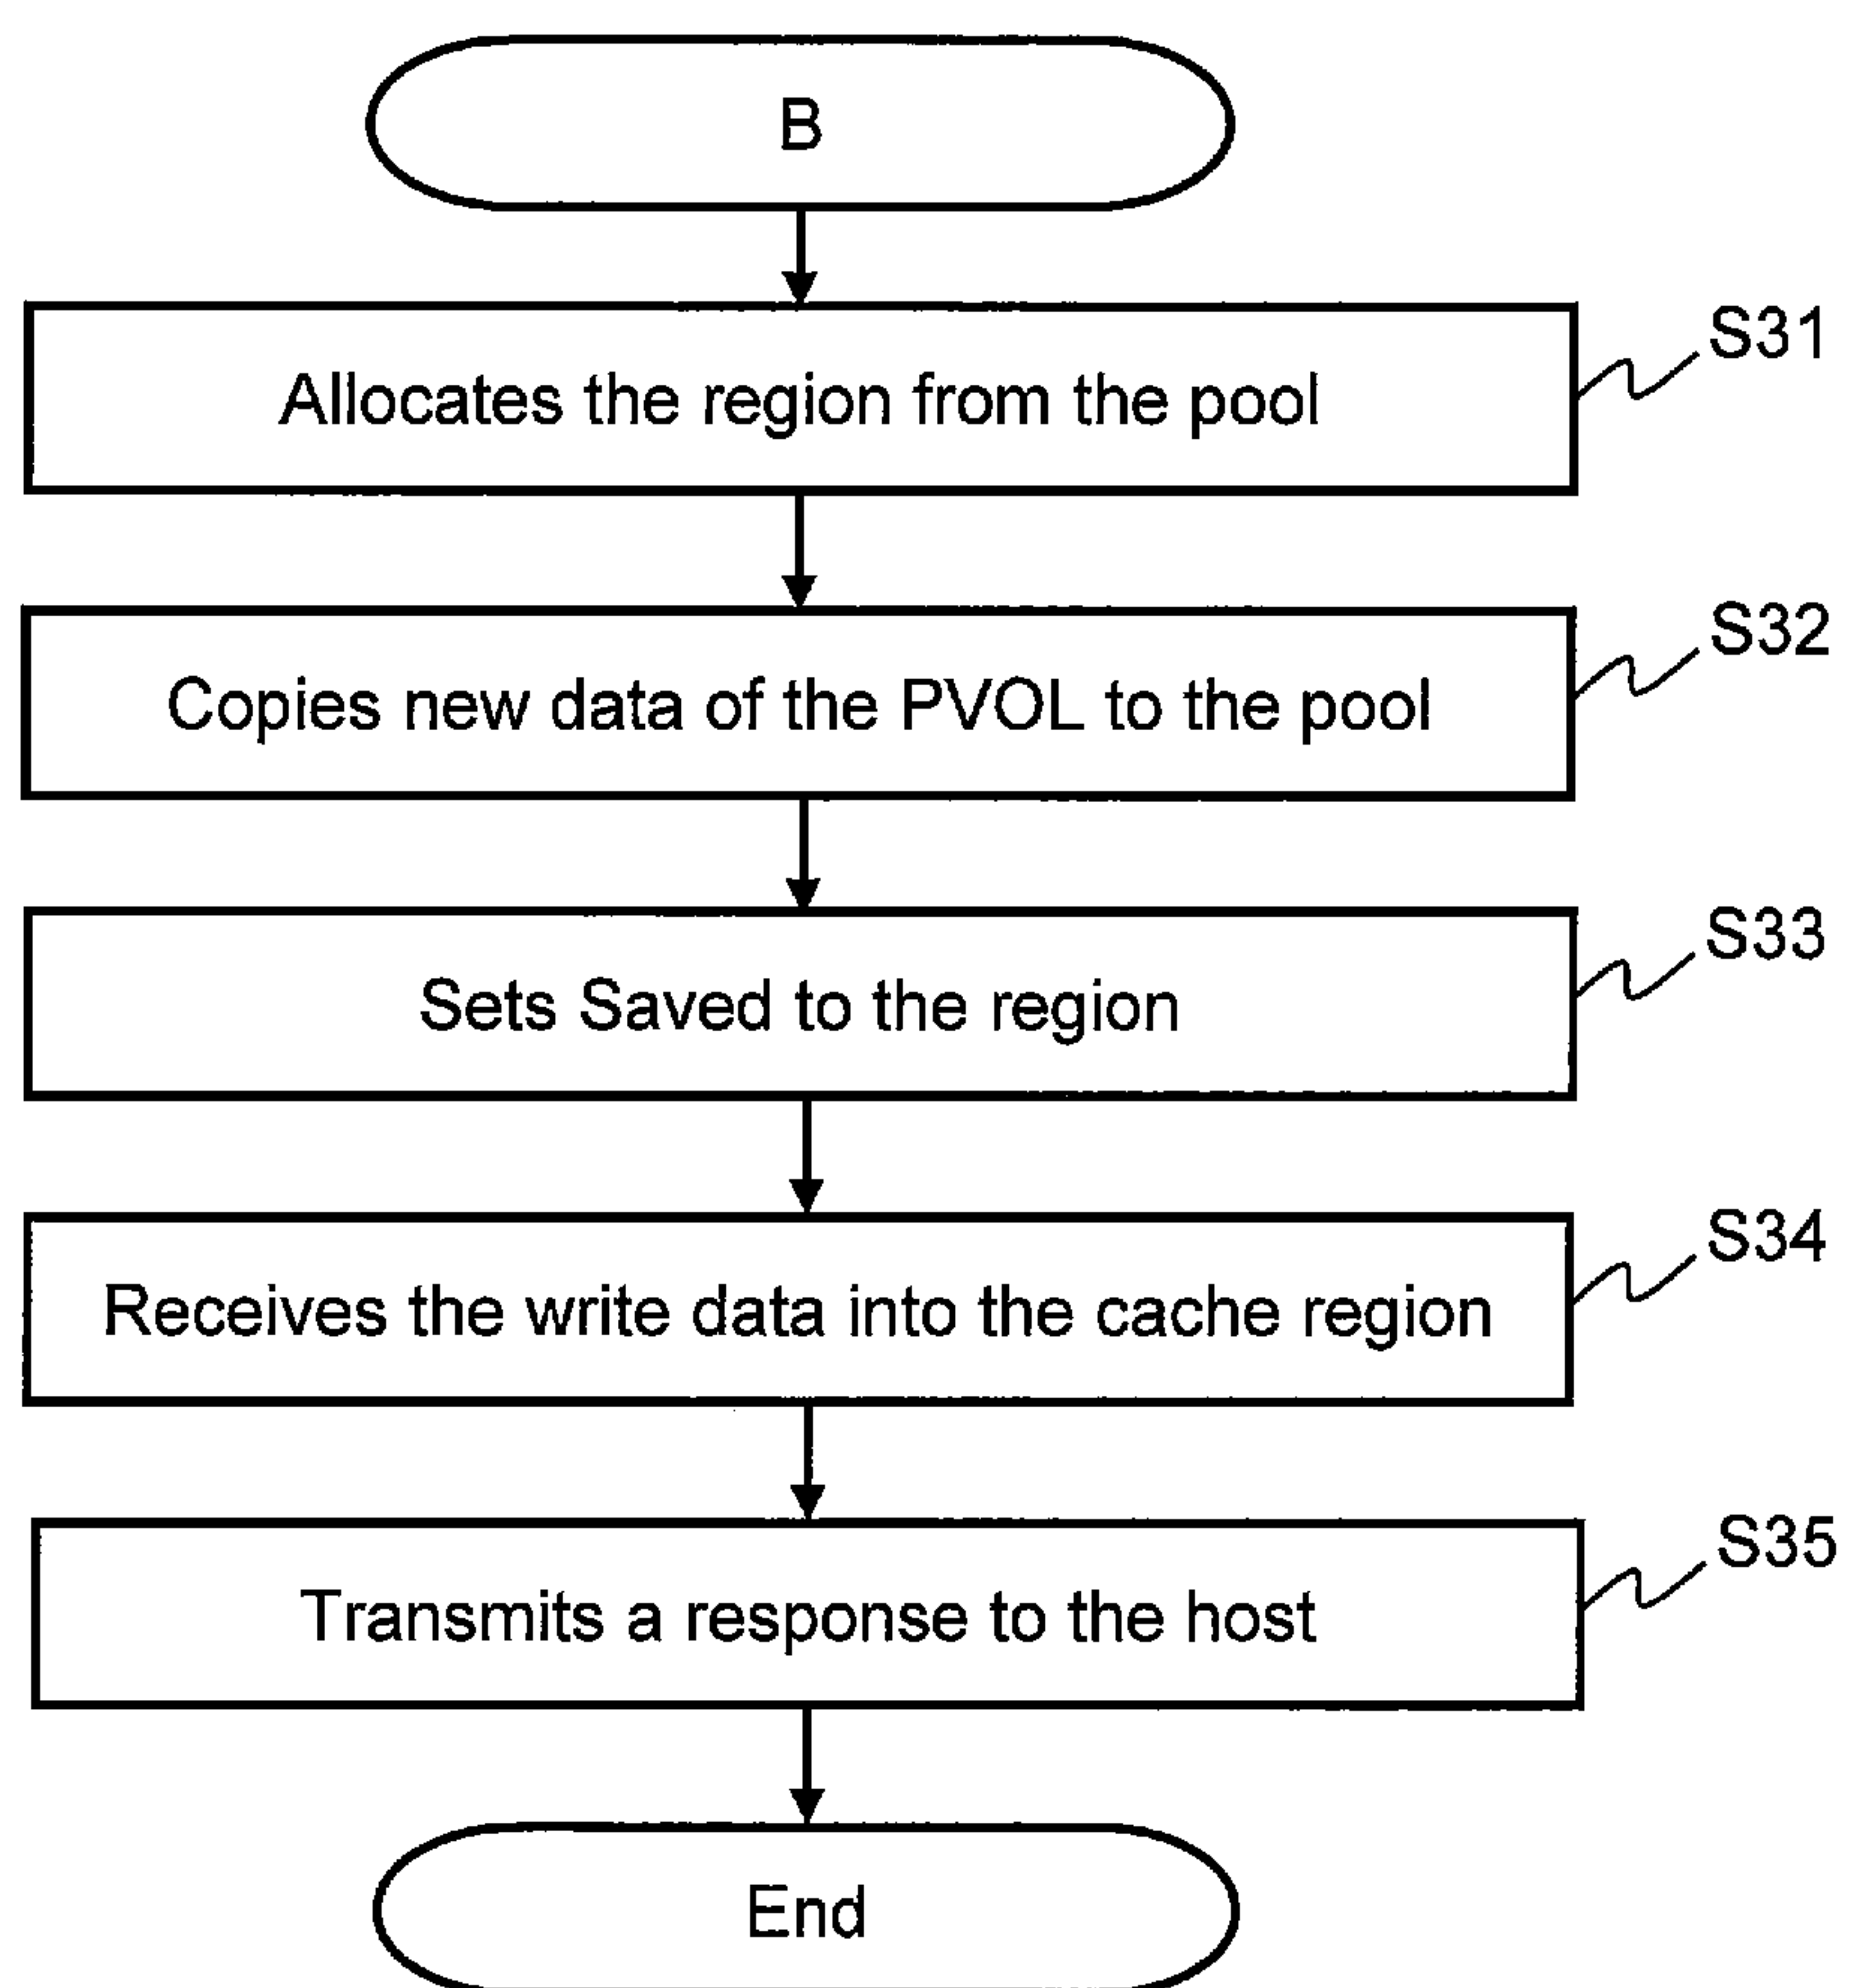 B
Allocates the region from the pool
S31
Copies new data of the PVOL to the pool
S32
Sets Saved to the region
S33
Receives the write data into the cache region
S34
Transmits a response to the host
S35
End